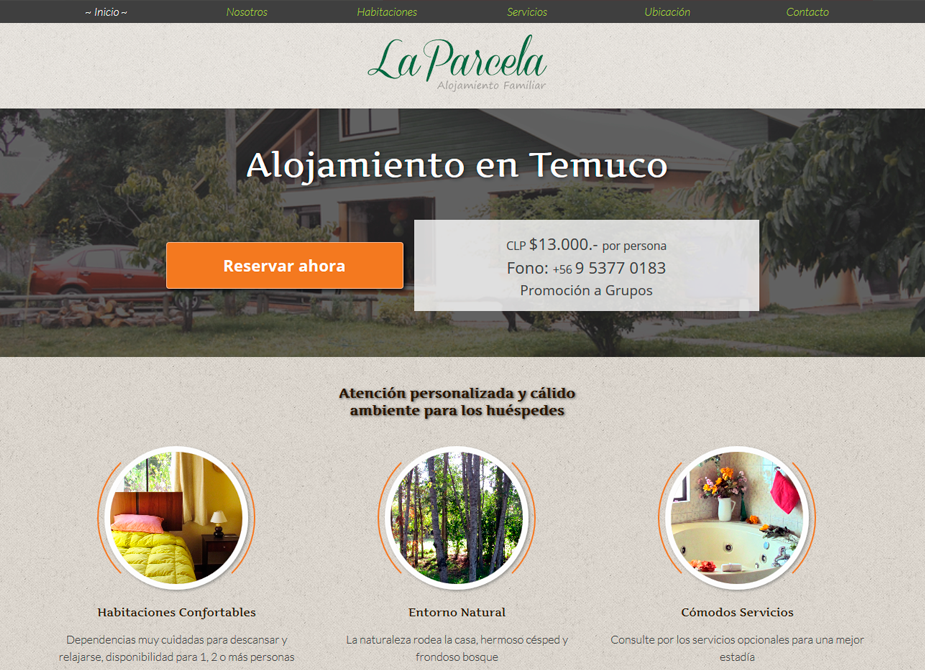 ~ Inicio ~ Nosotros Habitaciones Servicios Ubicación Contacto
La Parcela
Alojamiento Familiar
Alojamiento en Temuco
Reservar ahora
CLP $13.000.- por persona
Fono: +56 9 5377 0183
Promoción a Grupos
Atención personalizada y cálido
ambiente para los huéspedes
Habitaciones Confortables
Dependencias muy cuidadas para descansar y
relajarse, disponibilidad para 1, 2 o más personas
Entorno Natural
La naturaleza rodea la casa, hermoso césped y
frondoso bosque
Cómodos Servicios
Consulte por los servicios opcionales para una mejor
estadía